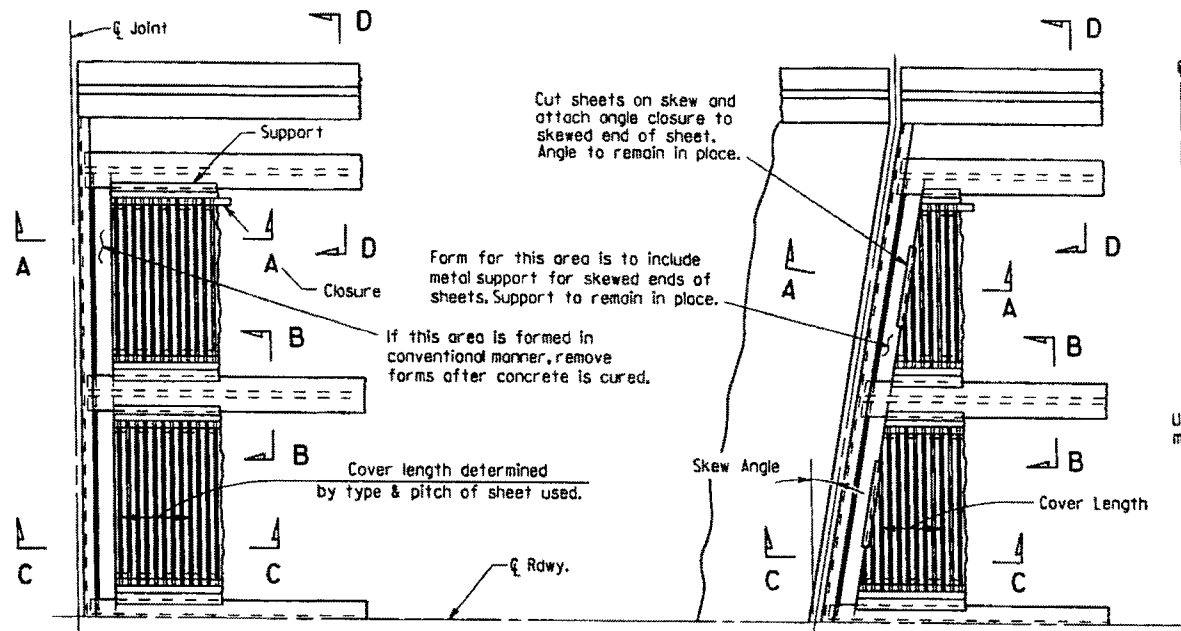 ℄ Joint
D
Support
A
A
D
Closure
If this area is formed in
conventional manner, remove
forms after concrete is cured.
B
B
Cover length determined
by type & pitch of sheet used.
C
C
℄ Rdwy.
D
Cut sheets on skew and
attach angle closure to
skewed end of sheet.
Angle to remain in place.
D
Form for this area is to include
metal support for skewed ends of
sheets. Support to remain in place.
A
A
B
B
Skew Angle
Cover Length
C
C